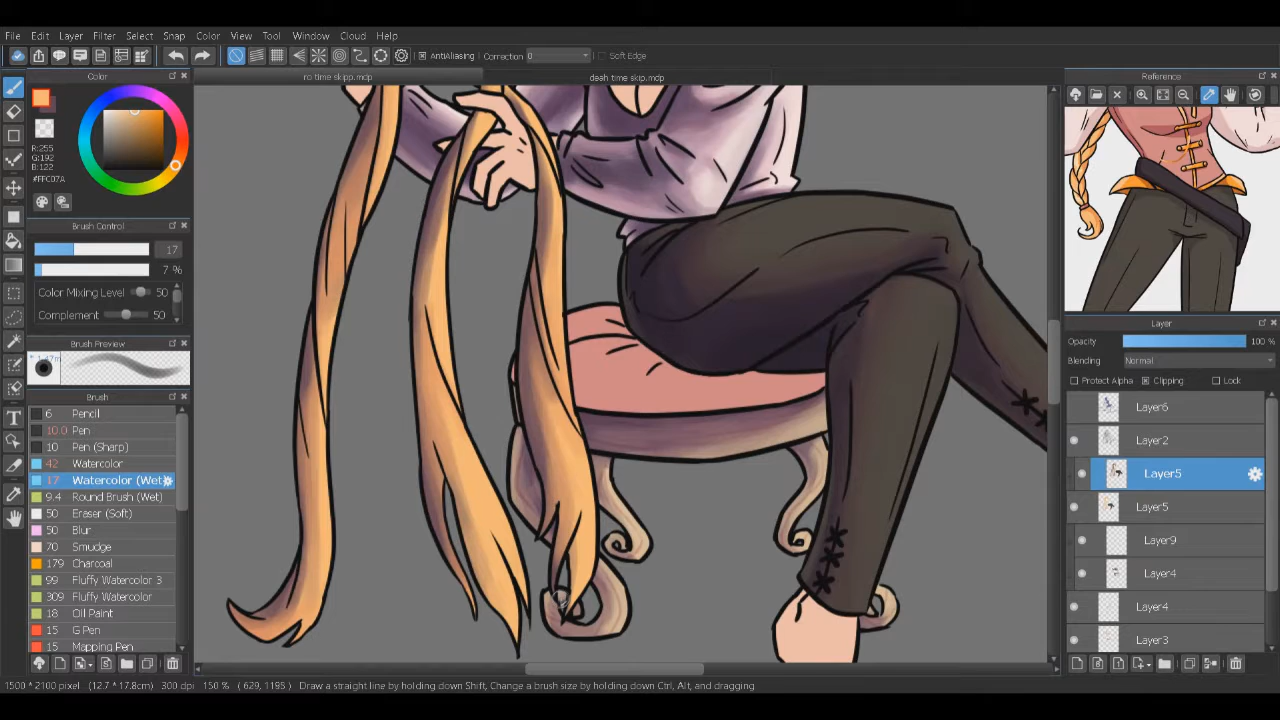 File Edit Layer Filter Select Snap Color View Tool Window Cloud Help
AntiAliasing Correction 0 Soft Edge
Color
ro time skipp.mdp
deah time skip.mdp
Reference
R:255
G:192
B:122
#FFC07A
Brush Control
17
7 %
Color Mixing Level 50
Complement 50
Brush Preview
Brush
6 Pencil
10.0 Pen
10 Pen (Sharp)
42 Watercolor
17 Watercolor (Wet)
9.4 Round Brush (Wet)
50 Eraser (Soft)
50 Blur
70 Smudge
179 Charcoal
99 Fluffy Watercolor 3
309 Fluffy Watercolor
18 Oil Paint
15 G Pen
15 Mapping Pen
Layer
Opacity 100 %
Blending Normal
Protect Alpha Clipping Lock
Layer6
Layer2
Layer5
Layer5
Layer9
Layer4
Layer4
Layer3
1500 * 2100 pixel (12.7 * 17.8cm) 300 dpi 150 % ( 629, 1195) Draw a straight line by holding down Shift, Change a brush size by holding down Ctrl, Alt, and dragging